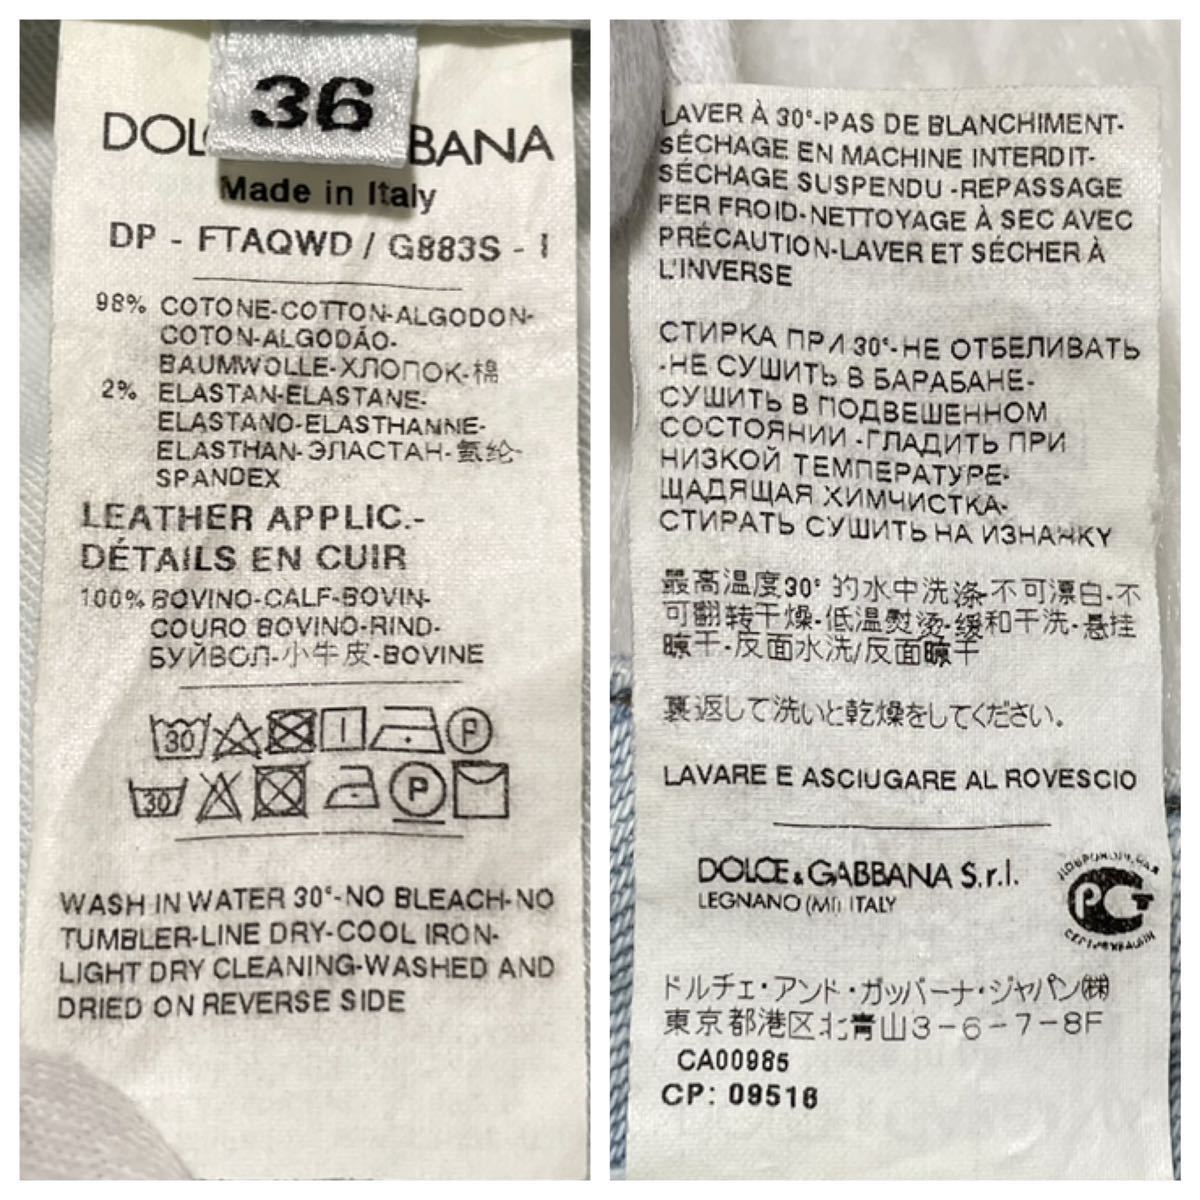 36
DOL BANA
Made in Italy
DP - FTAQWD / G883S - I
98% COTONE-COTTON-ALGODON-
COTON-ALGODÃO-
BAUMWOLLE-ХЛОПОК-棉
2% ELASTAN-ELASTANE-
ELASTANO-ELASTHANNE-
ELASTHAN-ЭЛАСТАН-氨纶-
SPANDEX
LEATHER APPLIC.-
DÉTAILS EN CUIR
100% BOVINO-CALF-BOVIN-
COURO BOVINO-RIND-
БУЙВОЛ-小牛皮-BOVINE
30 P
30 P
WASH IN WATER 30°-NO BLEACH-NO
TUMBLER-LINE DRY-COOL IRON-
LIGHT DRY CLEANING-WASHED AND
DRIED ON REVERSE SIDE
LAVER À 30°-PAS DE BLANCHIMENT-
SÉCHAGE EN MACHINE INTERDIT-
SÉCHAGE SUSPENDU -REPASSAGE
FER FROID-NETTOYAGE À SEC AVEC
PRÉCAUTION-LAVER ET SÉCHER À
L'INVERSE
СТИРКА ПРИ 30°-НЕ ОТБЕЛИВАТЬ
-НЕ СУШИТЬ В БАРАБАНЕ-
СУШИТЬ В ПОДВЕШЕННОМ
СОСТОЯНИИ -ГЛАДИТЬ ПРИ
НИЗКОЙ ТЕМПЕРАТУРЕ-
ЩАДЯЩАЯ ХИМЧИСТКА-
СТИРАТЬ СУШИТЬ НА ИЗНАНКУ
最高温度30° 的水中洗涤-不可漂白-不
可翻转干燥-低温熨烫-缓和干洗-悬挂
晾干-反面水洗/反面晾干
裏返して洗いと乾燥をしてください。
LAVARE E ASCIUGARE AL ROVESCIO
DOLCE & GABBANA S.r.l.
LEGNANO (MI) ITALY
ドルチェ・アンド・ガッバーナ・ジャパン㈱
東京都港区北青山3-6-7-8F
CA00985
CP: 09518